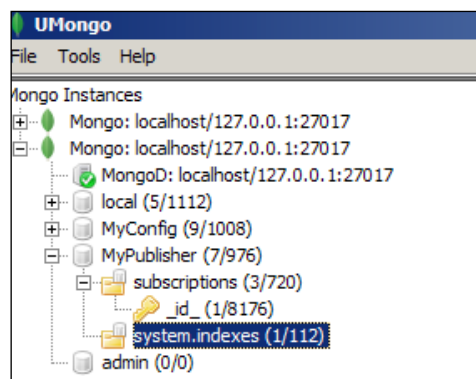 UMongo
File Tools Help
Mongo Instances
Mongo: localhost/127.0.0.1:27017
Mongo: localhost/127.0.0.1:27017
MongoD: localhost/127.0.0.1:27017
local (5/1112)
MyConfig (9/1008)
MyPublisher (7/976)
subscriptions (3/720)
_id_ (1/8176)
system.indexes (1/112)
admin (0/0)